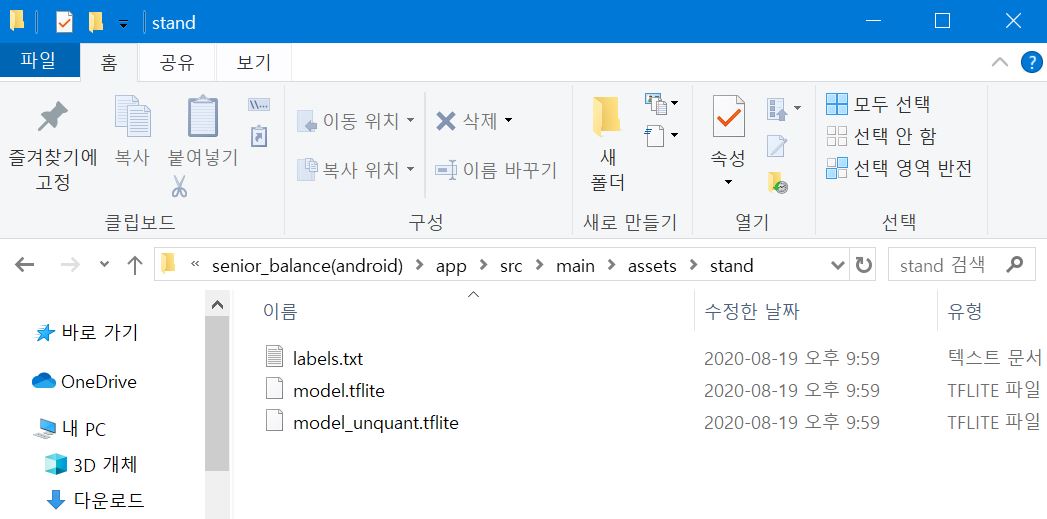 stand
파일 홈 공유 보기
즐겨찾기에 고정
복사
붙여넣기
클립보드
이동 위치
복사 위치
삭제
이름 바꾸기
구성
새 폴더
새로 만들기
속성
열기
모두 선택
선택 안 함
선택 영역 반전
선택
« senior_balance(android) > app > src > main > assets > stand
stand 검색
바로 가기
OneDrive
내 PC
3D 개체
다운로드
이름 수정한 날짜 유형
labels.txt 2020-08-19 오후 9:59 텍스트 문서
model.tflite 2020-08-19 오후 9:59 TFLITE 파일
model_unquant.tflite 2020-08-19 오후 9:59 TFLITE 파일